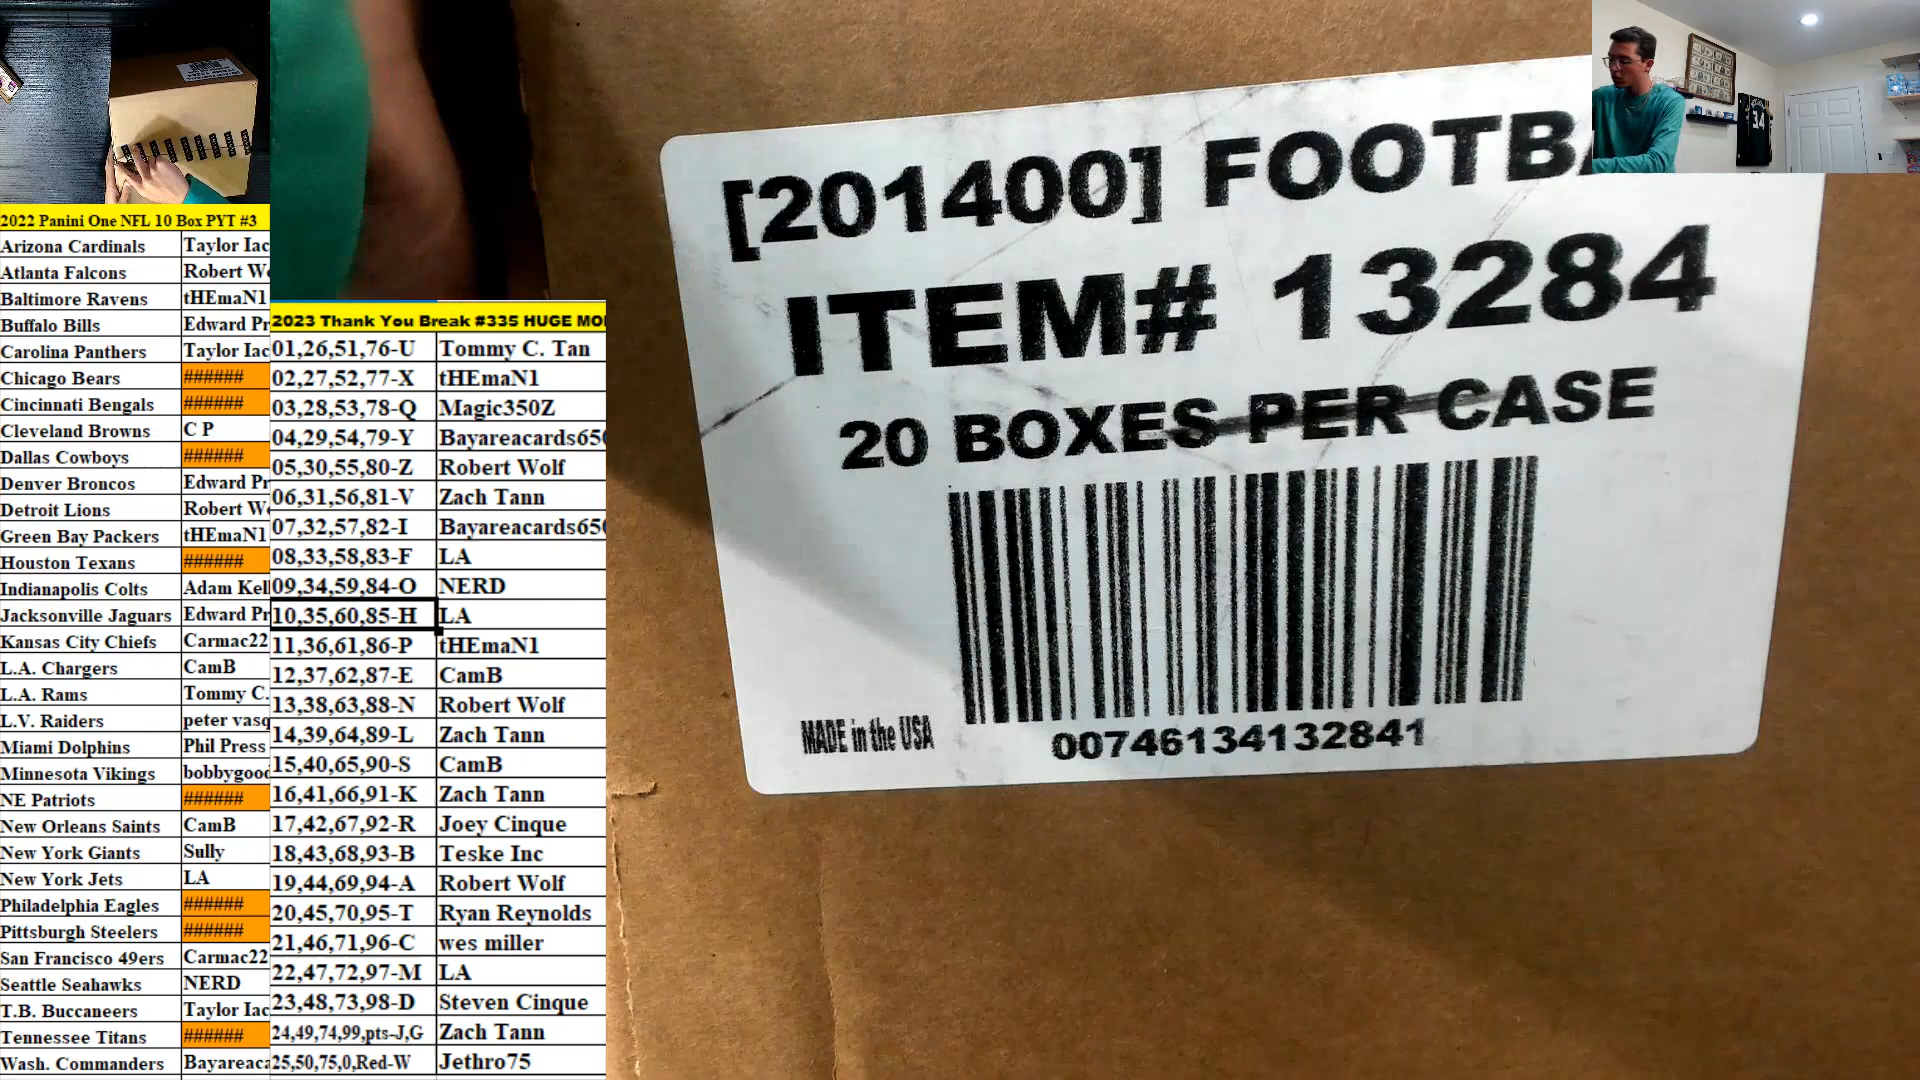 2022 Panini One NFL 10 Box PYT #3
Arizona Cardinals Taylor Iac
Atlanta Falcons Robert Wo
Baltimore Ravens tHEmaN1
Buffalo Bills Edward Pr
Carolina Panthers Taylor Iac
Chicago Bears ######
Cincinnati Bengals ######
Cleveland Browns C P
Dallas Cowboys ######
Denver Broncos Edward Pr
Detroit Lions Robert Wo
Green Bay Packers tHEmaN1
Houston Texans ######
Indianapolis Colts Adam Kel
Jacksonville Jaguars Edward Pr
Kansas City Chiefs Carmac22
L.A. Chargers CamB
L.A. Rams Tommy C.
L.V. Raiders peter vasq
Miami Dolphins Phil Press
Minnesota Vikings bobbygood
NE Patriots ######
New Orleans Saints CamB
New York Giants Sully
New York Jets LA
Philadelphia Eagles ######
Pittsburgh Steelers ######
San Francisco 49ers Carmac22
Seattle Seahawks NERD
T.B. Buccaneers Taylor Iac
Tennessee Titans ######
Wash. Commanders Bayareaca
2023 Thank You Break #335 HUGE MO
01,26,51,76-U Tommy C. Tan
02,27,52,77-X tHEmaN1
03,28,53,78-Q Magic350Z
04,29,54,79-Y Bayareacards650
05,30,55,80-Z Robert Wolf
06,31,56,81-V Zach Tann
07,32,57,82-I Bayareacards650
08,33,58,83-F LA
09,34,59,84-O NERD
10,35,60,85-H LA
11,36,61,86-P tHEmaN1
12,37,62,87-E CamB
13,38,63,88-N Robert Wolf
14,39,64,89-L Zach Tann
15,40,65,90-S CamB
16,41,66,91-K Zach Tann
17,42,67,92-R Joey Cinque
18,43,68,93-B Teske Inc
19,44,69,94-A Robert Wolf
20,45,70,95-T Ryan Reynolds
21,46,71,96-C wes miller
22,47,72,97-M LA
23,48,73,98-D Steven Cinque
24,49,74,99,pts-J,G Zach Tann
25,50,75,0,Red-W Jethro75
[201400] FOOTBA
ITEM# 13284
20 BOXES PER CASE
MADE in the USA
00746134132841
34